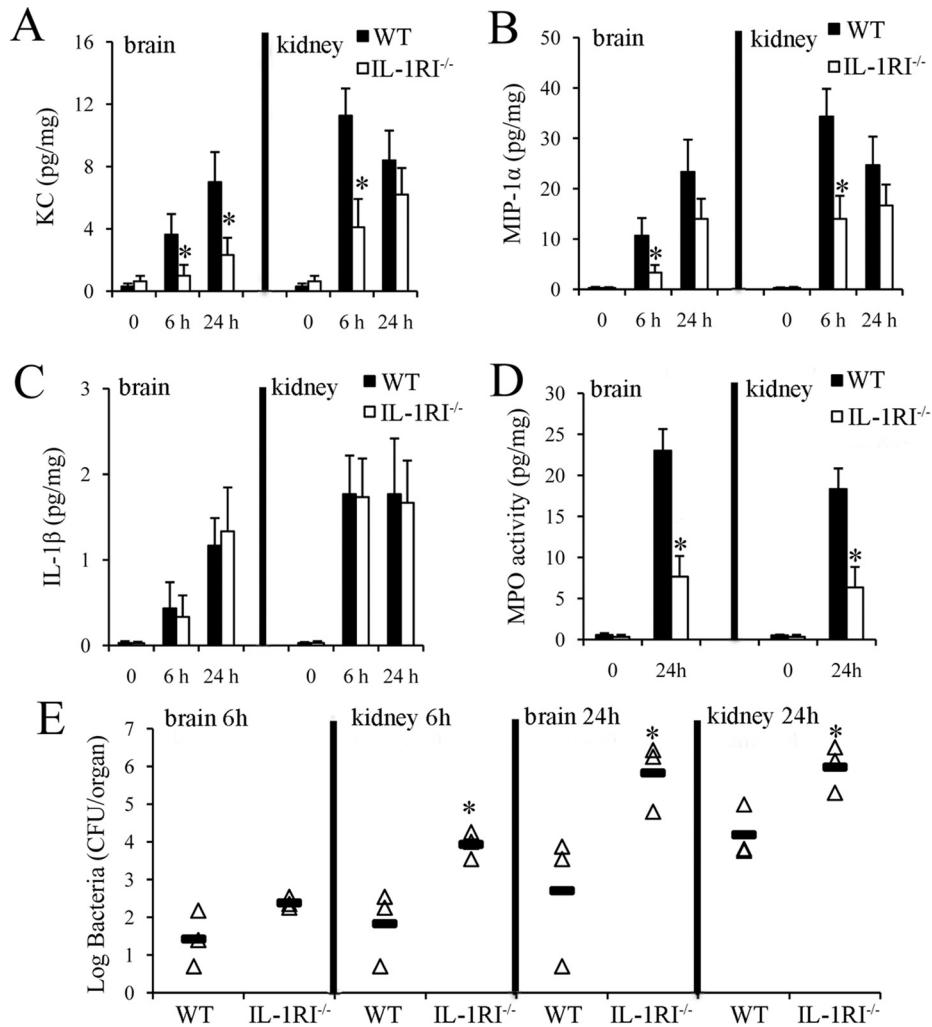 A
brain
kidney
WT
IL-1RI-/-
KC (pg/mg)
16
12
8
4
0
*
*
*
0 6 h 24 h 0 6 h 24 h
B
brain
kidney
WT
IL-1RI-/-
MIP-1α (pg/mg)
50
40
30
20
10
0
*
*
0 6 h 24 h 0 6 h 24 h
C
brain
kidney
WT
IL-1RI-/-
IL-1β (pg/mg)
3
2
1
0
0 6 h 24 h 0 6 h 24 h
D
brain
kidney
WT
IL-1RI-/-
MPO activity (pg/mg)
30
25
20
15
10
5
0
*
*
0 24h 0 24h
E
brain 6h kidney 6h brain 24h kidney 24h
Log Bacteria (CFU/organ)
7
6
5
4
3
2
1
0
*
*
*
WT IL-1RI-/- WT IL-1RI-/- WT IL-1RI-/- WT IL-1RI-/-